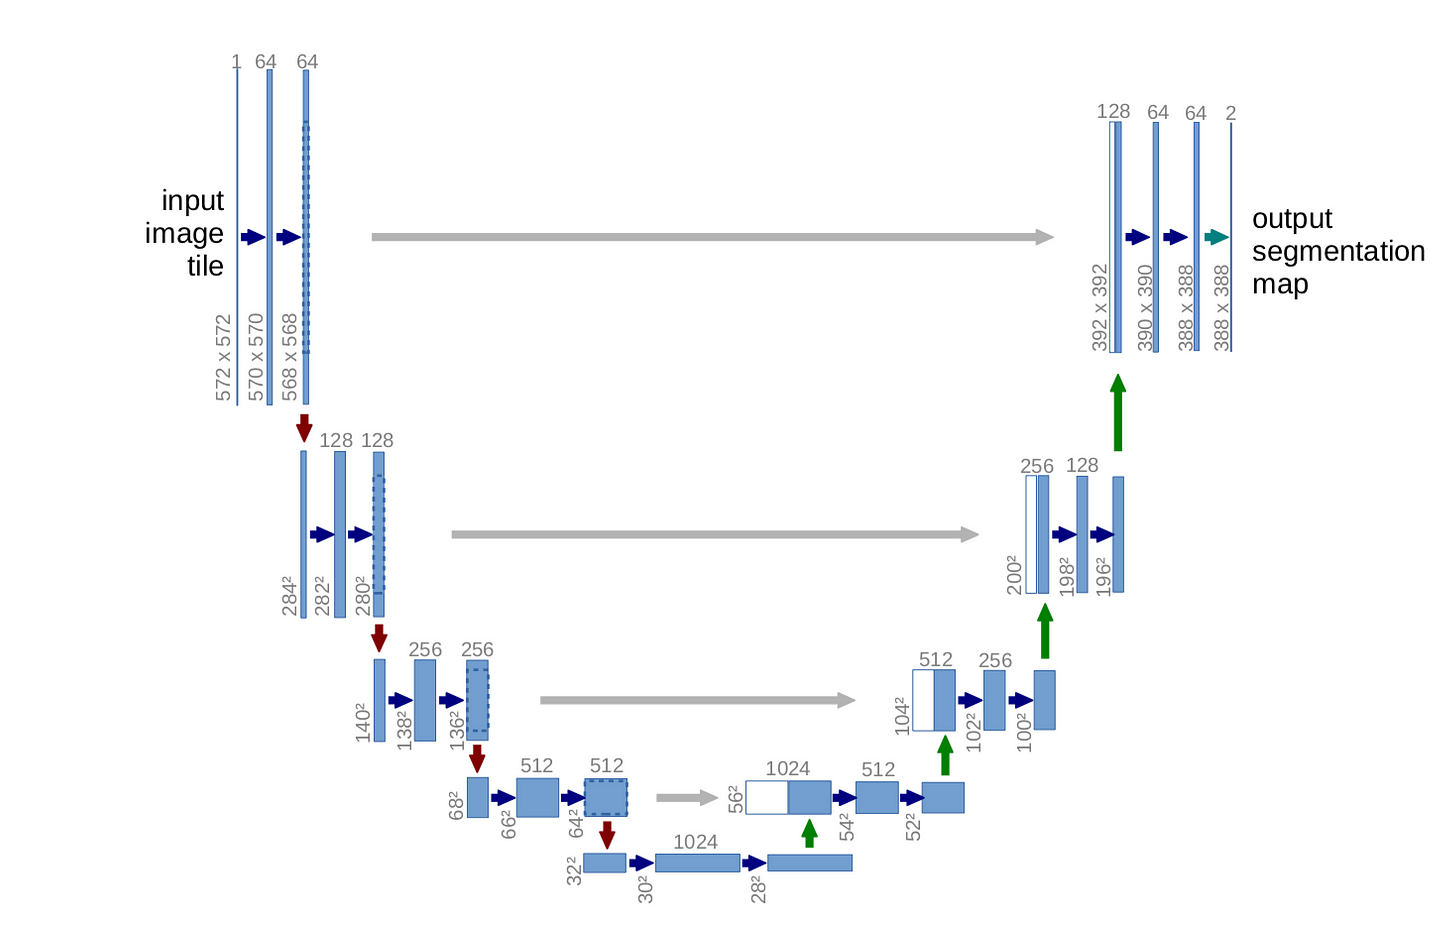 1 64 64
input
image
tile
572 x 572
570 x 570
568 x 568
128 64 64 2
392 x 392
390 x 390
388 x 388
388 x 388
output
segmentation
map
128 128
284²
282²
280²
256 128
200²
198²
196²
256 256
140²
138²
136²
512 256
104²
102²
100²
512 512
68²
66²
64²
1024 512
56²
54²
52²
1024
32²
30²
28²